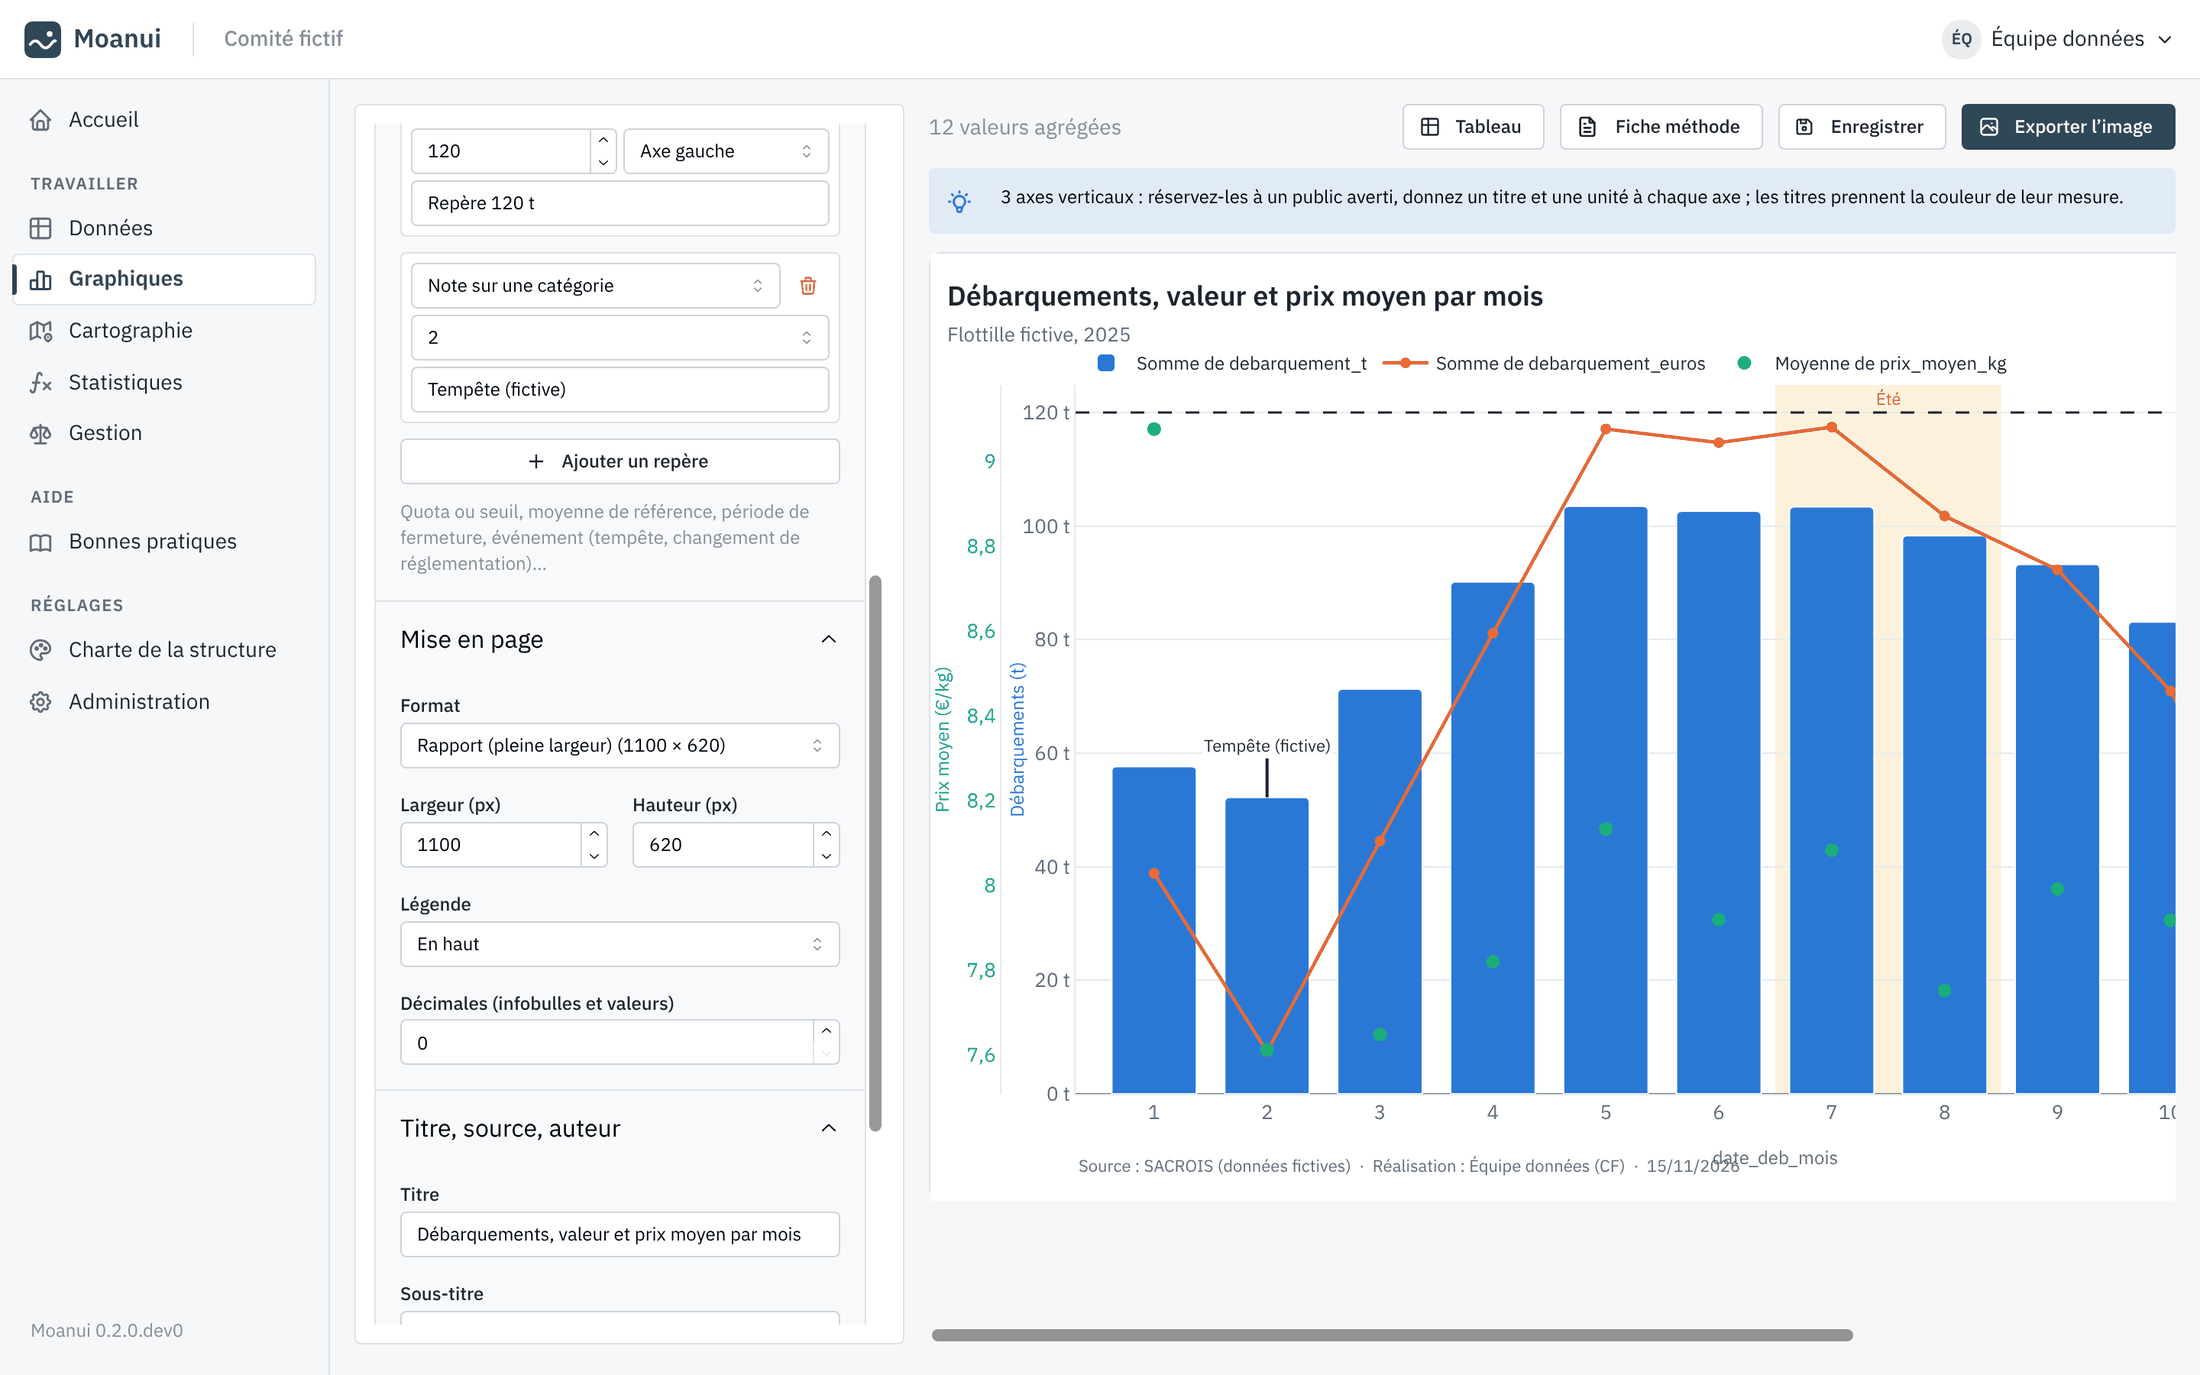 Moanui
Comité fictif
ÉQ
Équipe données
Accueil
TRAVAILLER
Données
Graphiques
Cartographie
Statistiques
Gestion
AIDE
Bonnes pratiques
RÉGLAGES
Charte de la structure
Administration
Moanui 0.2.0.dev0
120
Axe gauche
Repère 120 t
Note sur une catégorie
2
Tempête (fictive)
Ajouter un repère
Quota ou seuil, moyenne de référence, période de
fermeture, événement (tempête, changement de
réglementation)...
Mise en page
Format
Rapport (pleine largeur) (1100 × 620)
Largeur (px)
Hauteur (px)
1100
620
Légende
En haut
Décimales (infobulles et valeurs)
0
Titre, source, auteur
Titre
Débarquements, valeur et prix moyen par mois
Sous-titre
12 valeurs agrégées
Tableau
Fiche méthode
Enregistrer
Exporter l’image
3 axes verticaux : réservez-les à un public averti, donnez un titre et une unité à chaque axe ; les titres prennent la couleur de leur mesure.
Débarquements, valeur et prix moyen par mois
Flottille fictive, 2025
Somme de debarquement_t
Somme de debarquement_euros
Moyenne de prix_moyen_kg
Prix moyen (€/kg)
9
8,8
8,6
8,4
8,2
8
7,8
7,6
Débarquements (t)
120 t
100 t
80 t
60 t
40 t
20 t
0 t
Été
Tempête (fictive)
1
2
3
4
5
6
7
8
9
10
date_deb_mois
Source : SACROIS (données fictives) · Réalisation : Équipe données (CF) · 15/11/2026